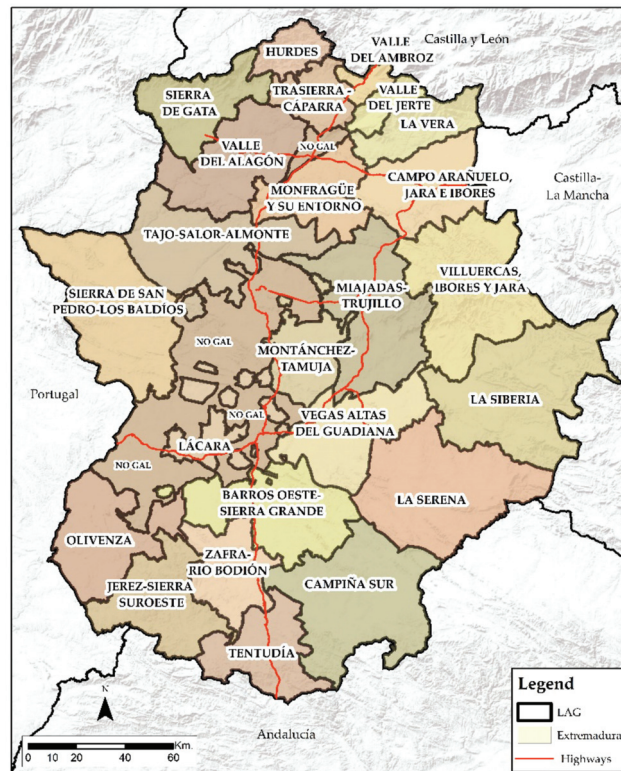 HURDES
VALLE
DEL AMBROZ
Castilla y León
SIERRA
DE GATA
TRASIERRA -
CÁPARRA
VALLE
DEL JERTE
LA VERA
VALLE
DEL ALAGÓN
NO GAL
CAMPO ARAÑUELO,
JARA E IBORES
Castilla-
La Mancha
MONFRAGÜE
Y SU ENTORNO
TAJO-SALOR-ALMONTE
VILLUERCAS,
IBORES Y JARA
SIERRA DE SAN
PEDRO-LOS BALDÍOS
MIAJADAS-
TRUJILLO
NO GAL
MONTÁNCHEZ-
TAMUJA
Portugal
LA SIBERIA
NO GAL
VEGAS ALTAS
DEL GUADIANA
LÁCARA
NO GAL
BARROS OESTE-
SIERRA GRANDE
LA SERENA
OLIVENZA
ZAFRA-
RIO BODIÓN
JEREZ-SIERRA
SUROESTE
CAMPIÑA SUR
TENTUDÍA
Andalucía
N
0 10 20 40 60 Km.
Legend
LAG
Extremadura
Highways